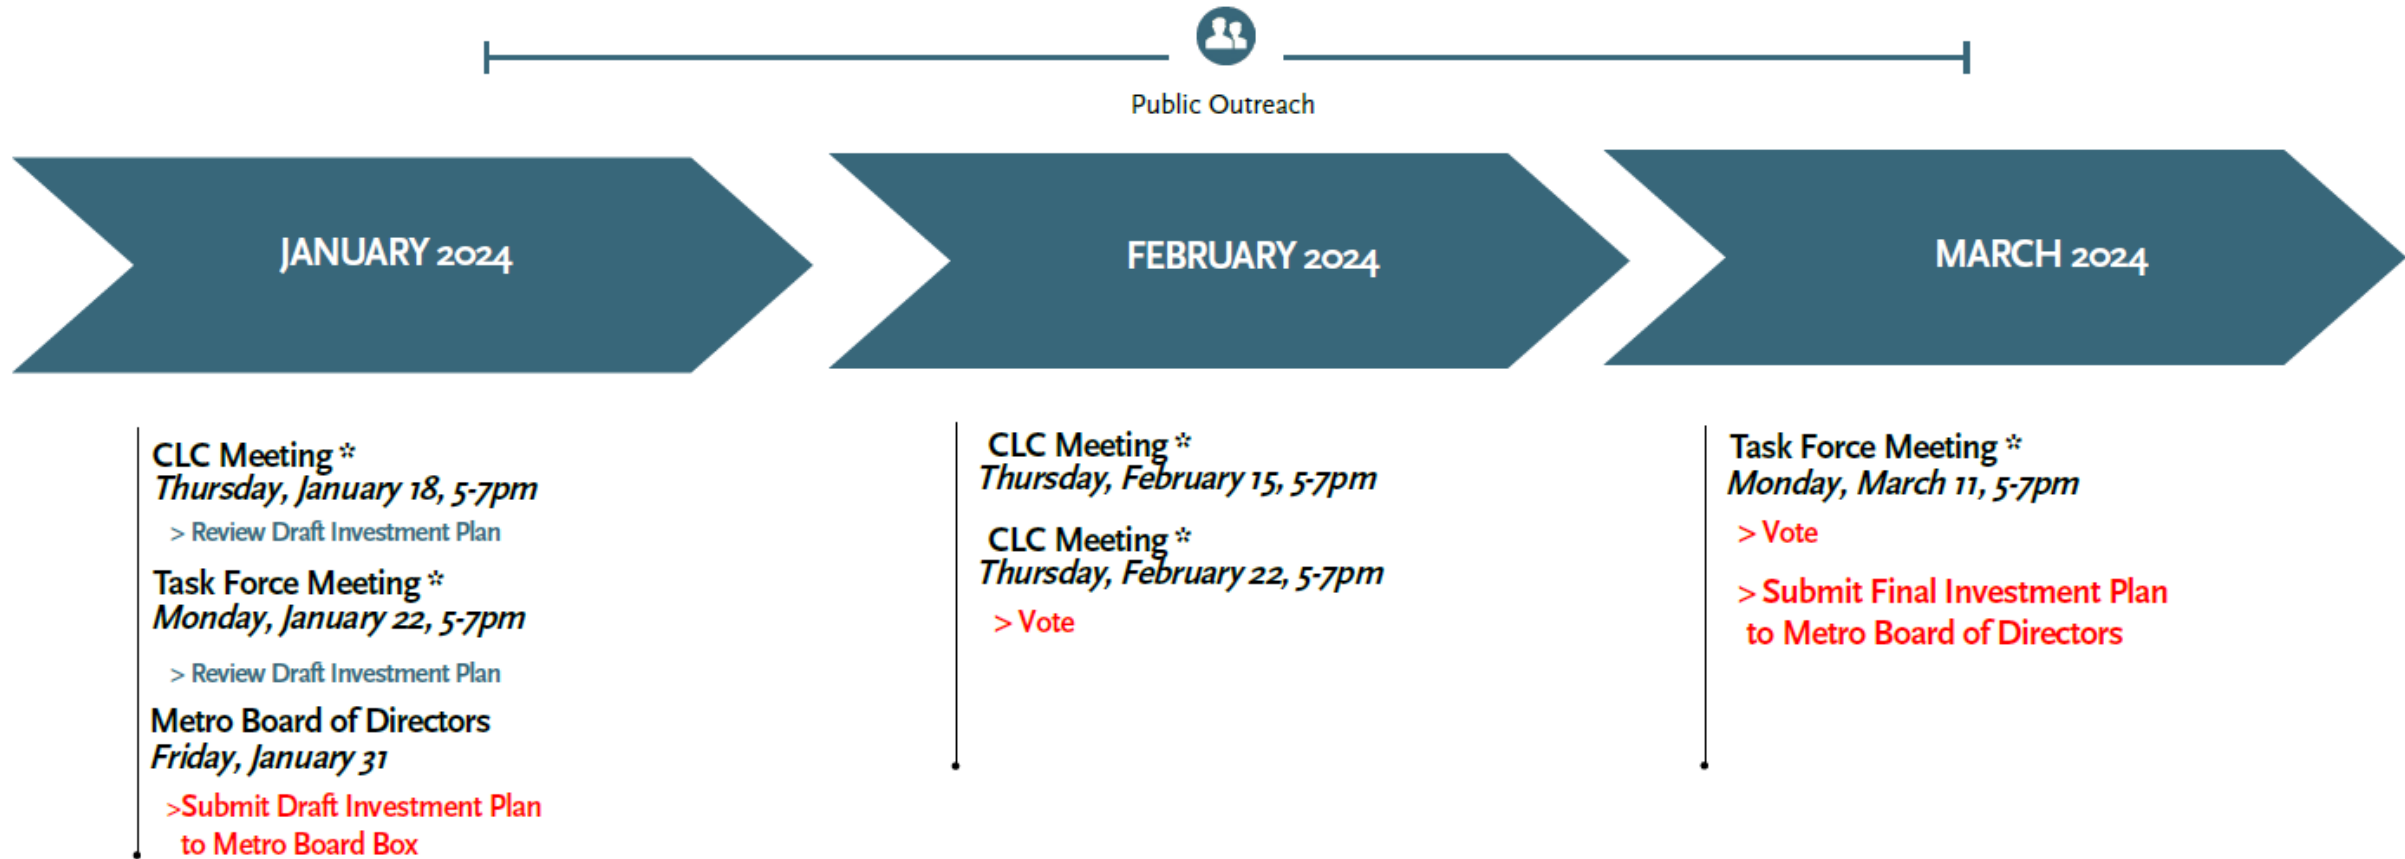 Public Outreach
JANUARY 2024
FEBRUARY 2024
MARCH 2024
CLC Meeting *
Thursday, January 18, 5-7pm
> Review Draft Investment Plan
Task Force Meeting *
Monday, January 22, 5-7pm
> Review Draft Investment Plan
Metro Board of Directors
Friday, January 31
>Submit Draft Investment Plan
to Metro Board Box
CLC Meeting *
Thursday, February 15, 5-7pm
CLC Meeting *
Thursday, February 22, 5-7pm
> Vote
Task Force Meeting *
Monday, March 11, 5-7pm
> Vote
> Submit Final Investment Plan
to Metro Board of Directors